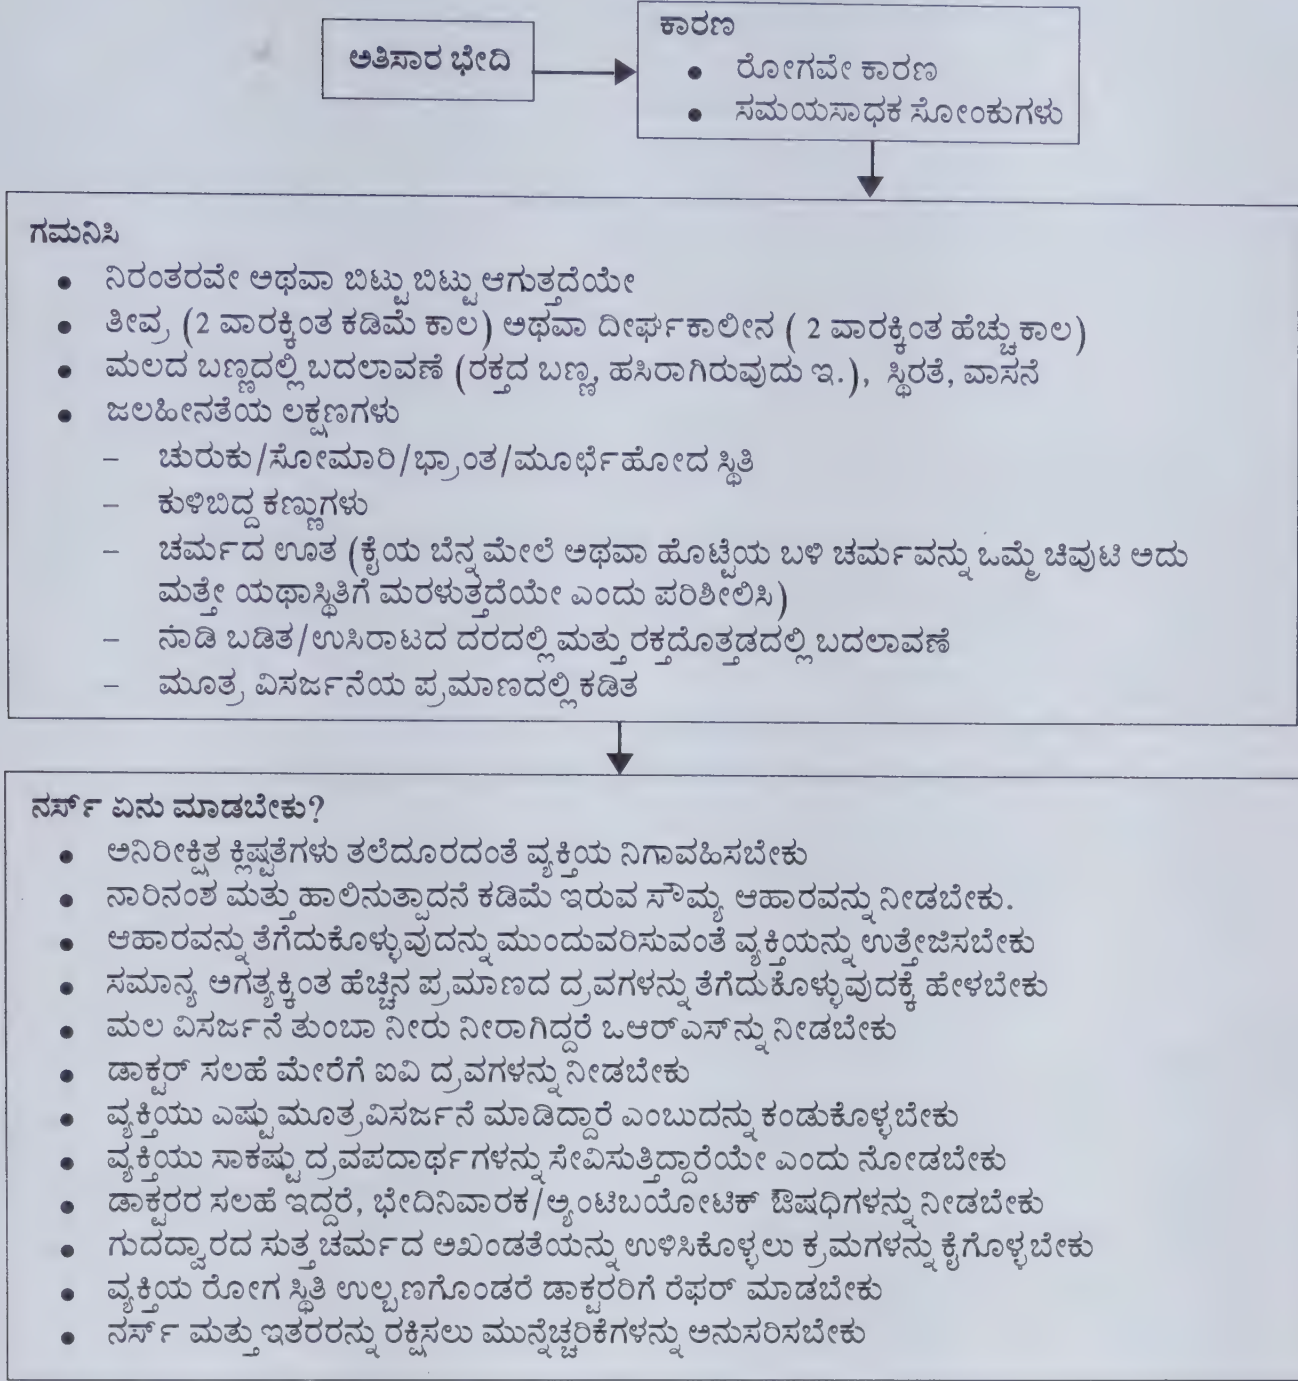 ಅತಿಸಾರ ಭೇದಿ
ಕಾರಣ
● ರೋಗವೇ ಕಾರಣ
● ಸಮಯಸಾಧಕ ಸೋಂಕುಗಳು
ಗಮನಿಸಿ
● ನಿರಂತರವೇ ಅಥವಾ ಬಿಟ್ಟು ಬಿಟ್ಟು ಆಗುತ್ತದೆಯೇ
● ತೀವ್ರ (2 ವಾರಕ್ಕಿಂತ ಕಡಿಮೆ ಕಾಲ) ಅಥವಾ ದೀರ್ಘಕಾಲೀನ ( 2 ವಾರಕ್ಕಿಂತ ಹೆಚ್ಚು ಕಾಲ)
● ಮಲದ ಬಣ್ಣದಲ್ಲಿ ಬದಲಾವಣೆ (ರಕ್ತದ ಬಣ್ಣ, ಹಸಿರಾಗಿರುವುದು ಇ.), ಸ್ಥಿರತೆ, ವಾಸನೆ
● ಜಲಹೀನತೆಯ ಲಕ್ಷಣಗಳು
– ಚುರುಕು/ಸೋಮಾರಿ/ಭ್ರಾಂತ/ಮೂರ್ಛೆಹೋದ ಸ್ಥಿತಿ
– ಕುಳಿಬಿದ್ದ ಕಣ್ಣುಗಳು
– ಚರ್ಮದ ಊತ (ಕೈಯ ಬೆನ್ನ ಮೇಲೆ ಅಥವಾ ಹೊಟ್ಟೆಯ ಬಳಿ ಚರ್ಮವನ್ನು ಒಮ್ಮೆ ಚಿವುಟಿ ಅದು
ಮತ್ತೇ ಯಥಾಸ್ಥಿತಿಗೆ ಮರಳುತ್ತದೆಯೇ ಎಂದು ಪರಿಶೀಲಿಸಿ)
– ನಾಡಿ ಬಡಿತ/ಉಸಿರಾಟದ ದರದಲ್ಲಿ ಮತ್ತು ರಕ್ತದೊತ್ತಡದಲ್ಲಿ ಬದಲಾವಣೆ
– ಮೂತ್ರ ವಿಸರ್ಜನೆಯ ಪ್ರಮಾಣದಲ್ಲಿ ಕಡಿತ
ನರ್ಸ್ ಏನು ಮಾಡಬೇಕು?
● ಅನಿರೀಕ್ಷಿತ ಕ್ಲಿಷ್ಟತೆಗಳು ತಲೆದೂರದಂತೆ ವ್ಯಕ್ತಿಯ ನಿಗಾವಹಿಸಬೇಕು
● ನಾರಿನಂಶ ಮತ್ತು ಹಾಲಿನುತ್ಪಾದನೆ ಕಡಿಮೆ ಇರುವ ಸೌಮ್ಯ ಆಹಾರವನ್ನು ನೀಡಬೇಕು.
● ಆಹಾರವನ್ನು ತೆಗೆದುಕೊಳ್ಳುವುದನ್ನು ಮುಂದುವರಿಸುವಂತೆ ವ್ಯಕ್ತಿಯನ್ನು ಉತ್ತೇಜಿಸಬೇಕು
● ಸಮಾನ್ಯ ಅಗತ್ಯಕ್ಕಿಂತ ಹೆಚ್ಚಿನ ಪ್ರಮಾಣದ ದ್ರವಗಳನ್ನು ತೆಗೆದುಕೊಳ್ಳುವುದಕ್ಕೆ ಹೇಳಬೇಕು
● ಮಲ ವಿಸರ್ಜನೆ ತುಂಬಾ ನೀರು ನೀರಾಗಿದ್ದರೆ ಒಆರ್‌ಎಸ್‌ನ್ನು ನೀಡಬೇಕು
● ಡಾಕ್ಟರ್ ಸಲಹೆ ಮೇರೆಗೆ ಐವಿ ದ್ರವಗಳನ್ನು ನೀಡಬೇಕು
● ವ್ಯಕ್ತಿಯು ಎಷ್ಟು ಮೂತ್ರವಿಸರ್ಜನೆ ಮಾಡಿದ್ದಾರೆ ಎಂಬುದನ್ನು ಕಂಡುಕೊಳ್ಳಬೇಕು
● ವ್ಯಕ್ತಿಯು ಸಾಕಷ್ಟು ದ್ರವಪದಾರ್ಥಗಳನ್ನು ಸೇವಿಸುತ್ತಿದ್ದಾರೆಯೇ ಎಂದು ನೋಡಬೇಕು
● ಡಾಕ್ಟರರ ಸಲಹೆ ಇದ್ದರೆ, ಭೇದಿನಿವಾರಕ/ಆ್ಯಂಟಿಬಯೋಟಿಕ್ ಔಷಧಿಗಳನ್ನು ನೀಡಬೇಕು
● ಗುದದ್ವಾರದ ಸುತ್ತ ಚರ್ಮದ ಅಖಂಡತೆಯನ್ನು ಉಳಿಸಿಕೊಳ್ಳಲು ಕ್ರಮಗಳನ್ನು ಕೈಗೊಳ್ಳಬೇಕು
● ವ್ಯಕ್ತಿಯ ರೋಗ ಸ್ಥಿತಿ ಉಲ್ಬಣಗೊಂಡರೆ ಡಾಕ್ಟರರಿಗೆ ರೆಫರ್ ಮಾಡಬೇಕು
● ನರ್ಸ್ ಮತ್ತು ಇತರರನ್ನು ರಕ್ಷಿಸಲು ಮುನ್ನೆಚ್ಚರಿಕೆಗಳನ್ನು ಅನುಸರಿಸಬೇಕು